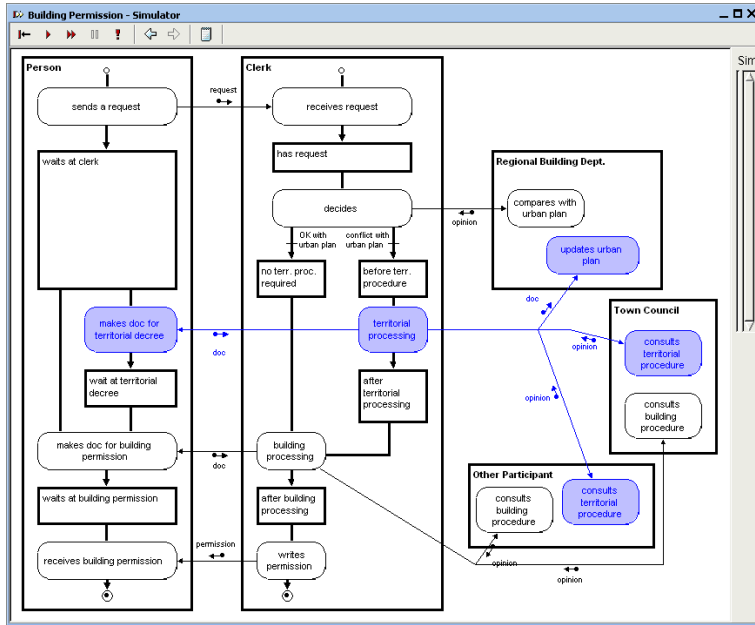 Building Permission - Simulator
Sim
Person
Clerk
sends a request
request
receives request
waits at clerk
has request
Regional Building Dept.
decides
opinion
compares with
urban plan
OK with
urban plan
conflict with
urban plan
updates urban
plan
no terr. proc.
required
before terr.
procedure
doc
Town Council
makes doc for
territorial decree
doc
territorial
processing
opinion
consults
territorial
procedure
wait at territorial
decree
after
territorial
processing
opinion
consults
building
procedure
makes doc for building
permission
doc
building
processing
Other Participant
waits at building permission
after building
processing
consults
building
procedure
consults
territorial
procedure
receives building permission
permission
writes
permission
opinion
opinion